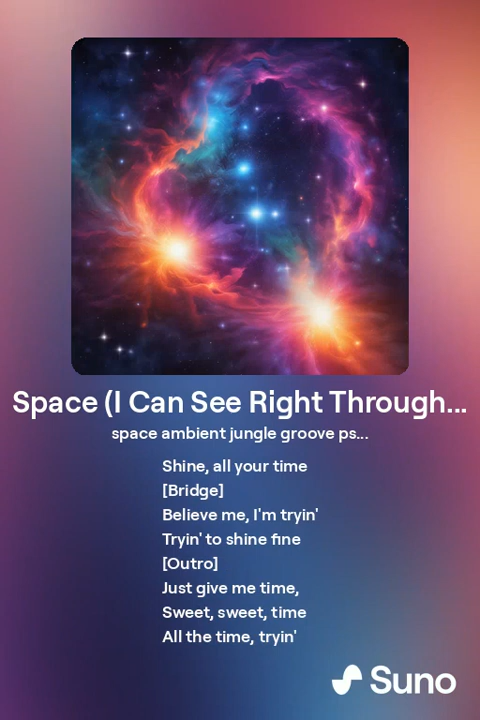 Space (I Can See Right Through...
space ambient jungle groove ps...
Shine, all your time
[Bridge]
Believe me, I'm tryin'
Tryin' to shine fine
[Outro]
Just give me time,
Sweet, sweet, time
All the time, tryin'
Suno